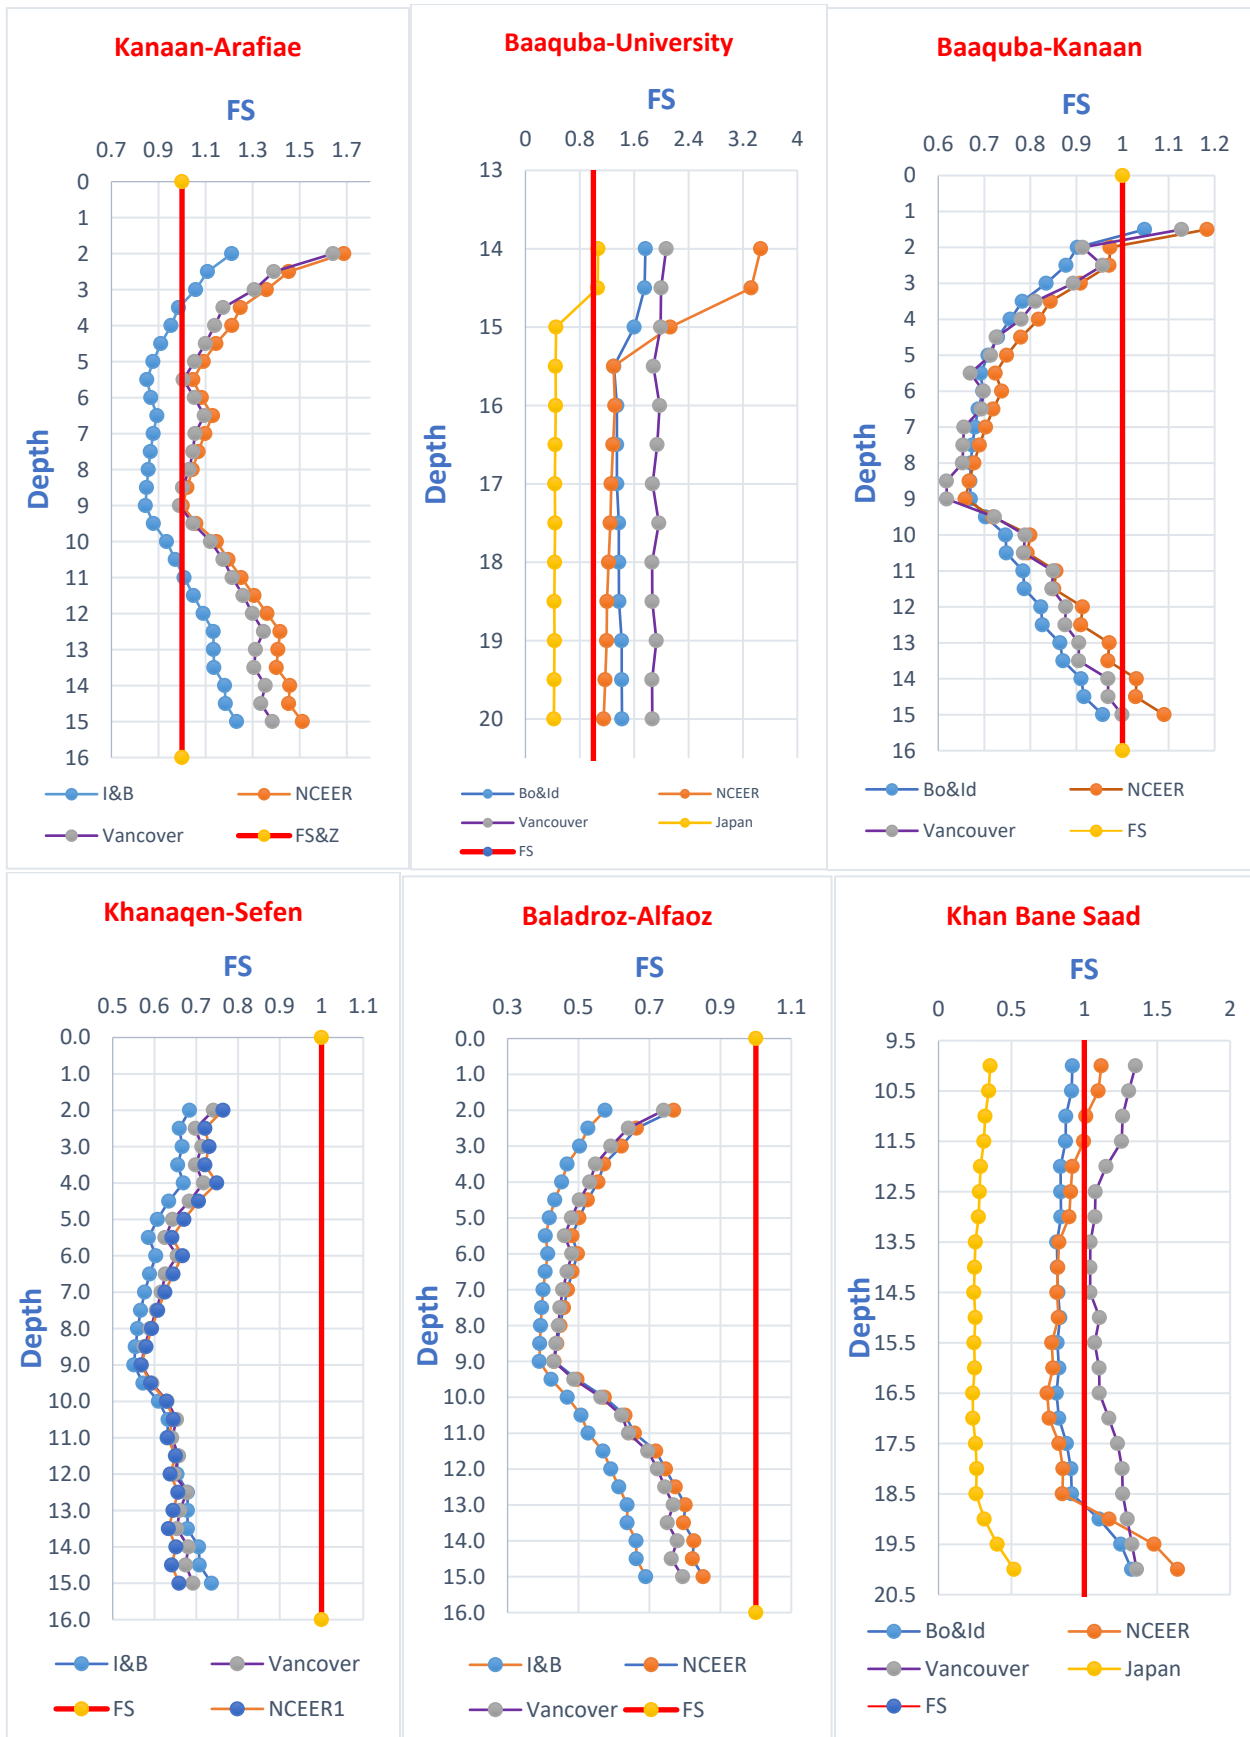 Kanaan-Arafiae
FS
0.7 0.9 1.1 1.3 1.5 1.7
0
1
2
3
4
5
6
7
8
9
10
11
12
13
14
15
16
Depth
I&B NCEER
Vancover FS&Z
Baaquba-University
FS
0 0.8 1.6 2.4 3.2 4
13
14
15
16
17
18
19
20
Depth
Bo&Id NCEER
Vancouver Japan
FS
Baaquba-Kanaan
FS
0.6 0.7 0.8 0.9 1 1.1 1.2
0
1
2
3
4
5
6
7
8
9
10
11
12
13
14
15
16
Depth
Bo&Id NCEER
Vancouver FS
Khanaqen-Sefen
FS
0.5 0.6 0.7 0.8 0.9 1 1.1
0.0
1.0
2.0
3.0
4.0
5.0
6.0
7.0
8.0
9.0
10.0
11.0
12.0
13.0
14.0
15.0
16.0
Depth
I&B Vancover
FS NCEER1
Baladroz-Alfaoz
FS
0.3 0.5 0.7 0.9 1.1
0.0
1.0
2.0
3.0
4.0
5.0
6.0
7.0
8.0
9.0
10.0
11.0
12.0
13.0
14.0
15.0
16.0
Depth
I&B NCEER
Vancover FS
Khan Bane Saad
FS
0 0.5 1 1.5 2
9.5
10.5
11.5
12.5
13.5
14.5
15.5
16.5
17.5
18.5
19.5
20.5
Depth
Bo&Id NCEER
Vancouver Japan
FS